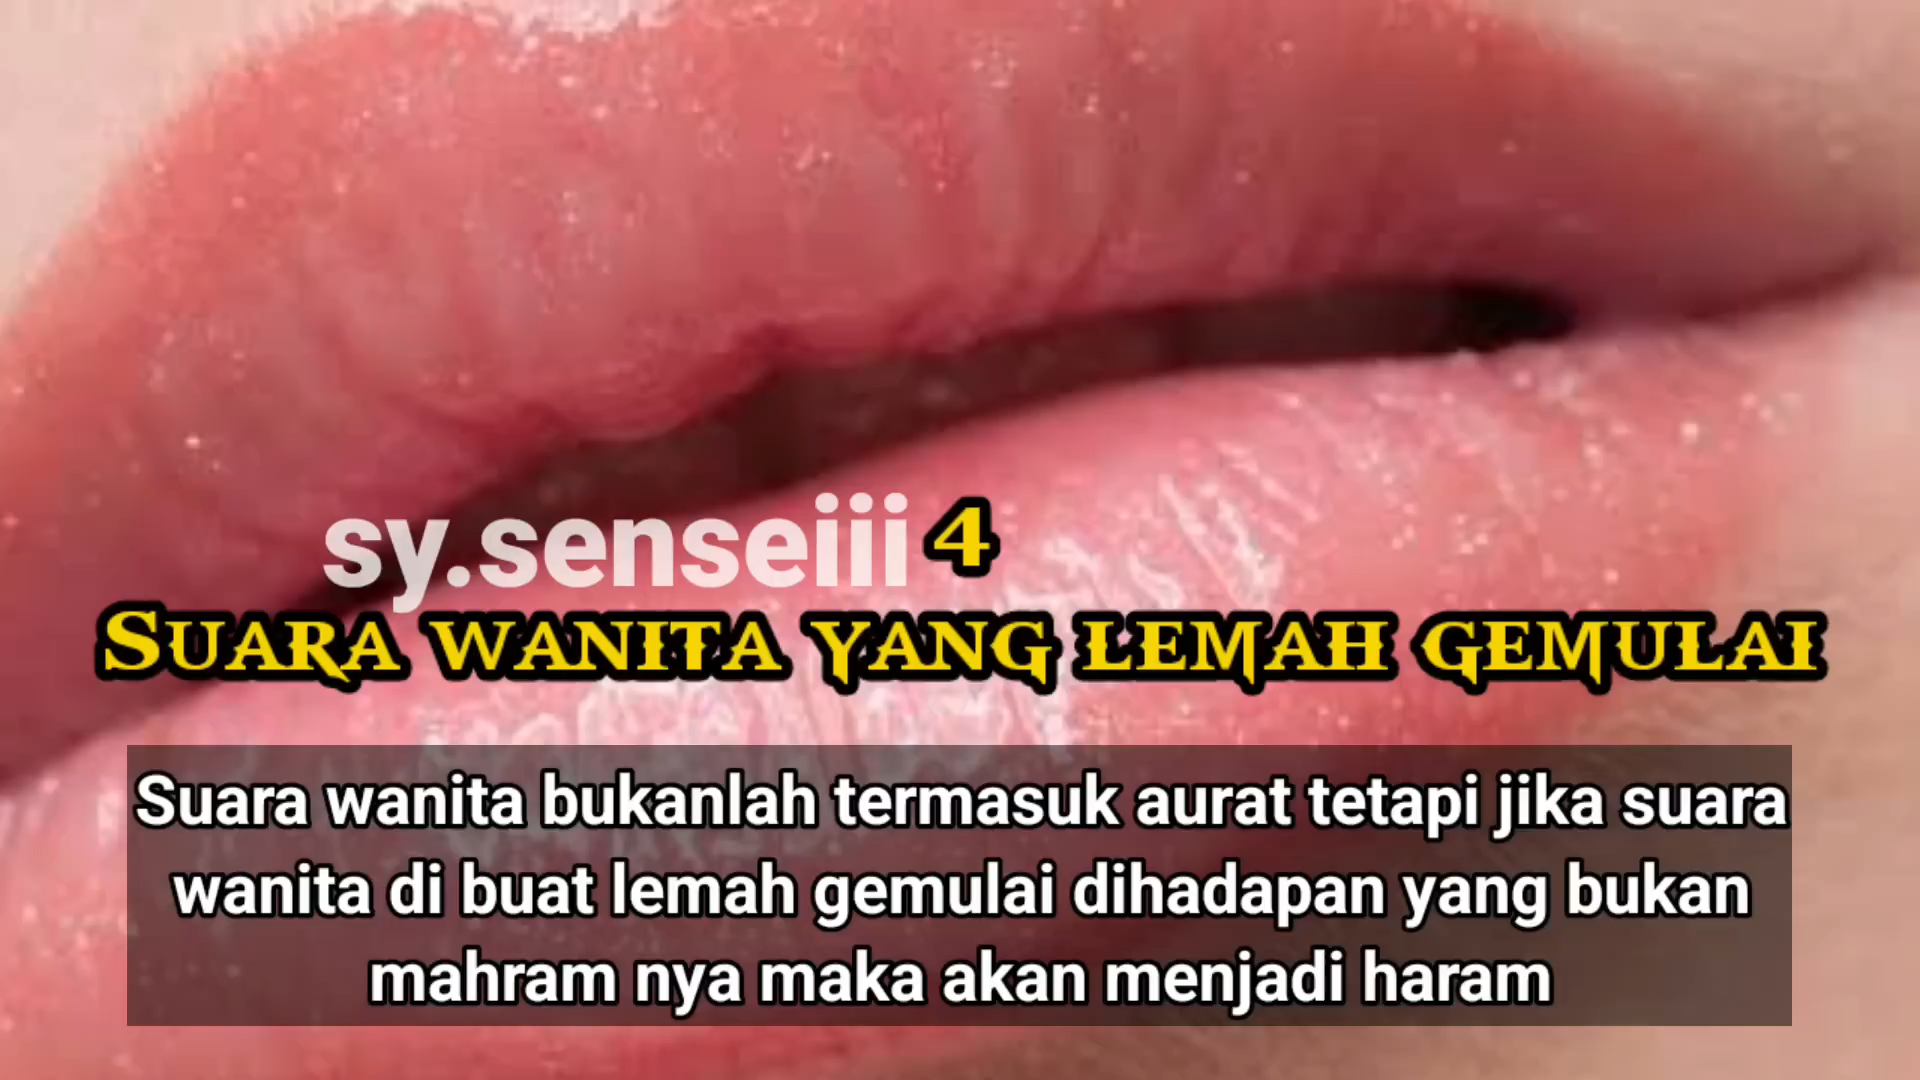 sy.senseiii 4
Suara wanita yang lemah gemulai
Suara wanita bukanlah termasuk aurat tetapi jika suara
wanita di buat lemah gemulai dihadapan yang bukan
mahram nya maka akan menjadi haram